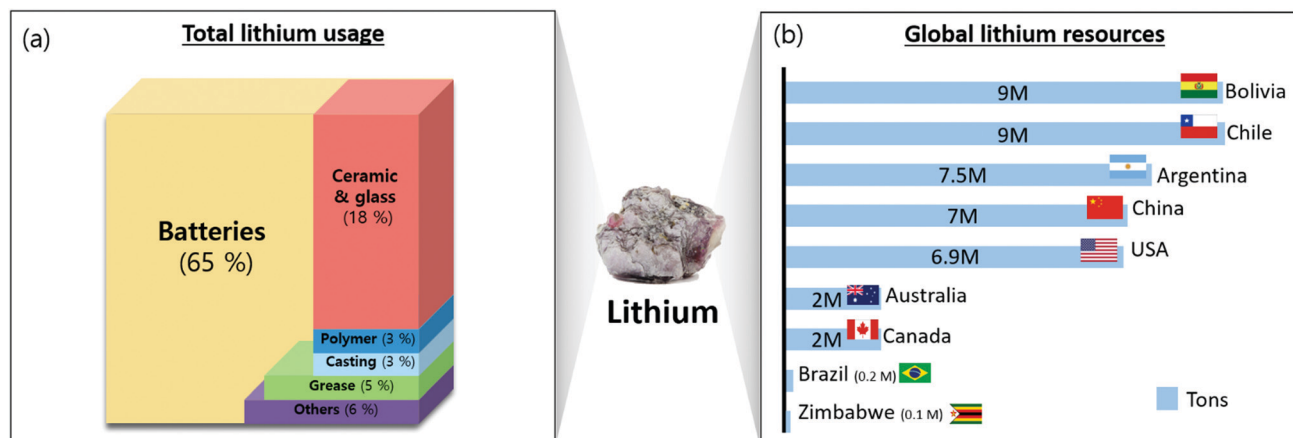 (a)
Total lithium usage
Batteries
(65 %)
Ceramic
& glass
(18 %)
Polymer (3 %)
Casting (3 %)
Grease (5 %)
Others (6 %)
Lithium
(b)
Global lithium resources
9M
Bolivia
9M
Chile
7.5M
Argentina
7M
China
6.9M
USA
2M
Australia
2M
Canada
Brazil (0.2 M)
Zimbabwe (0.1 M)
Tons